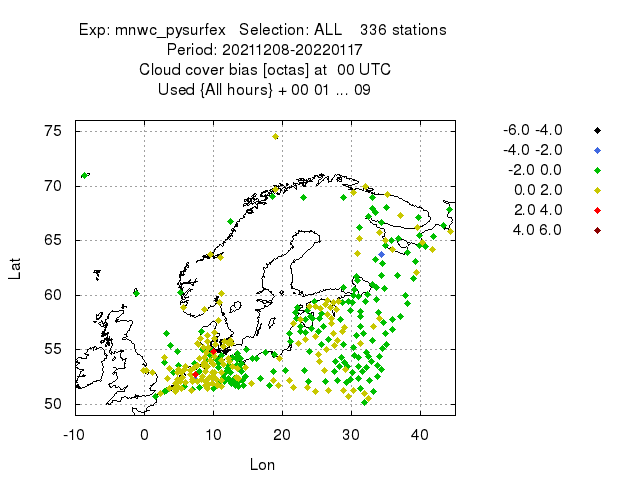 Exp: mnwc_pysurfex Selection: ALL 336 stations
Period: 20211208-20220117
Cloud cover bias [octas] at 00 UTC
Used {All hours} + 00 01 ... 09
-6.0 -4.0
-4.0 -2.0
-2.0 0.0
0.0 2.0
2.0 4.0
4.0 6.0
75
70
65
60
55
50
Lat
-10 0 10 20 30 40
Lon